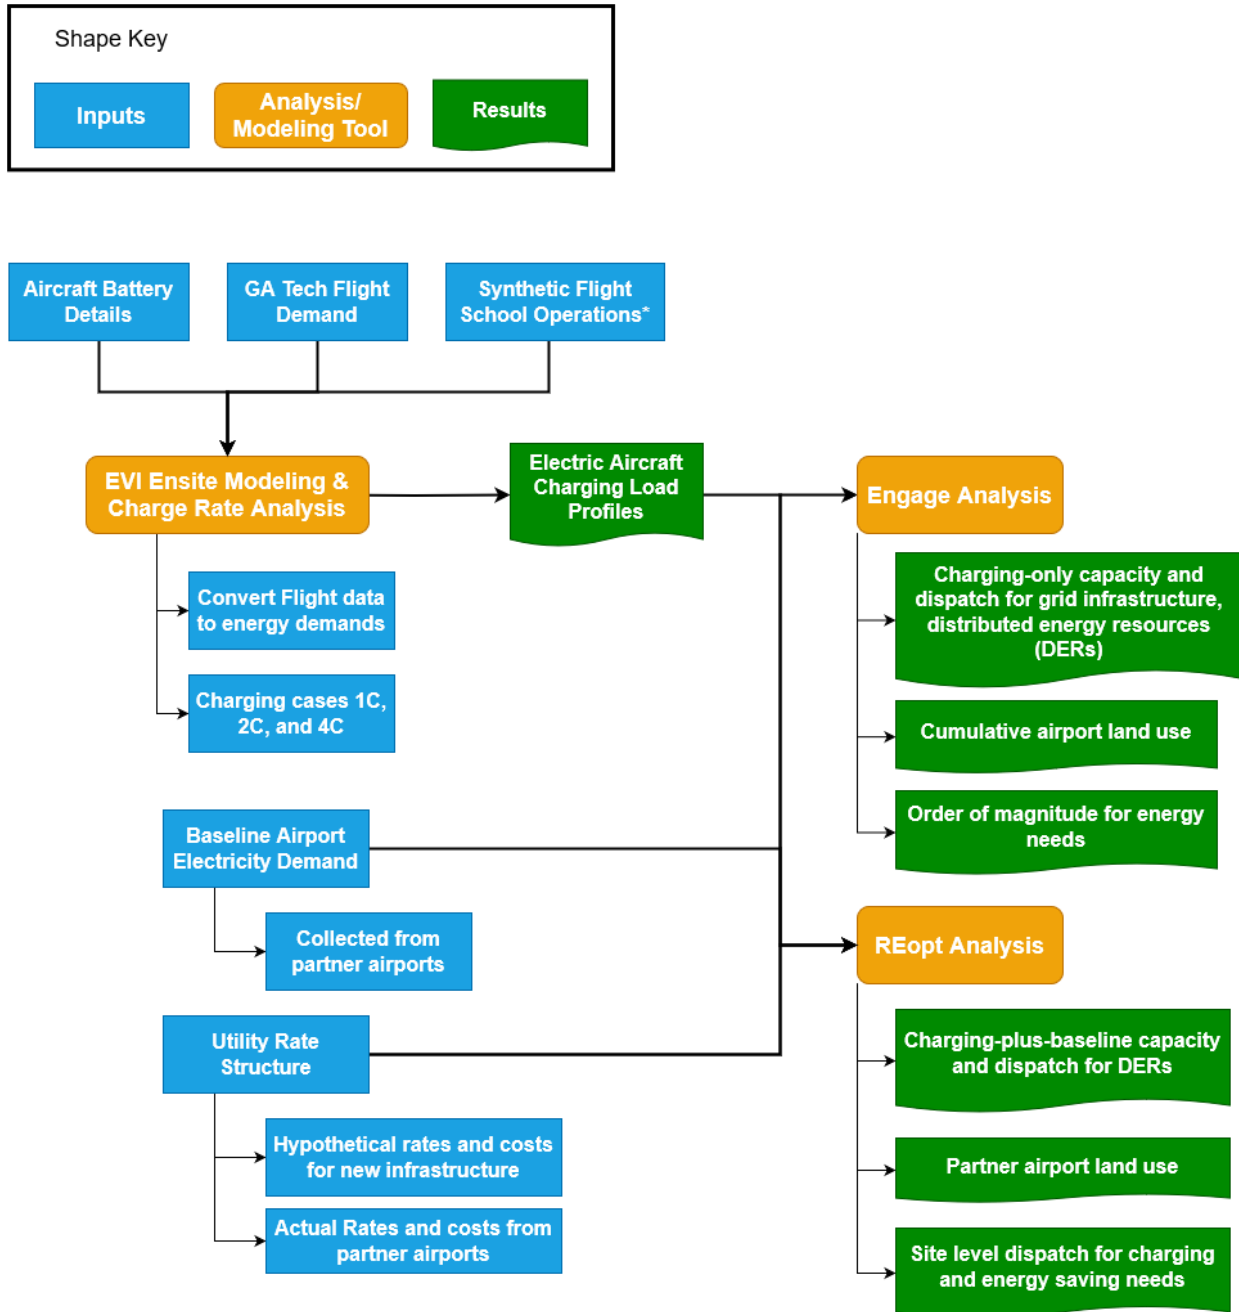 Shape Key
Inputs
Analysis/
Modeling Tool
Results
Aircraft Battery
Details
GA Tech Flight
Demand
Synthetic Flight
School Operations*
EVI Ensite Modeling &
Charge Rate Analysis
Electric Aircraft
Charging Load
Profiles
Engage Analysis
Convert Flight data
to energy demands
Charging cases 1C,
2C, and 4C
Charging-only capacity and
dispatch for grid infrastructure,
distributed energy resources
(DERs)
Cumulative airport land use
Order of magnitude for energy
needs
Baseline Airport
Electricity Demand
Collected from
partner airports
Utility Rate
Structure
Hypothetical rates and costs
for new infrastructure
Actual Rates and costs from
partner airports
REopt Analysis
Charging-plus-baseline capacity
and dispatch for DERs
Partner airport land use
Site level dispatch for charging
and energy saving needs